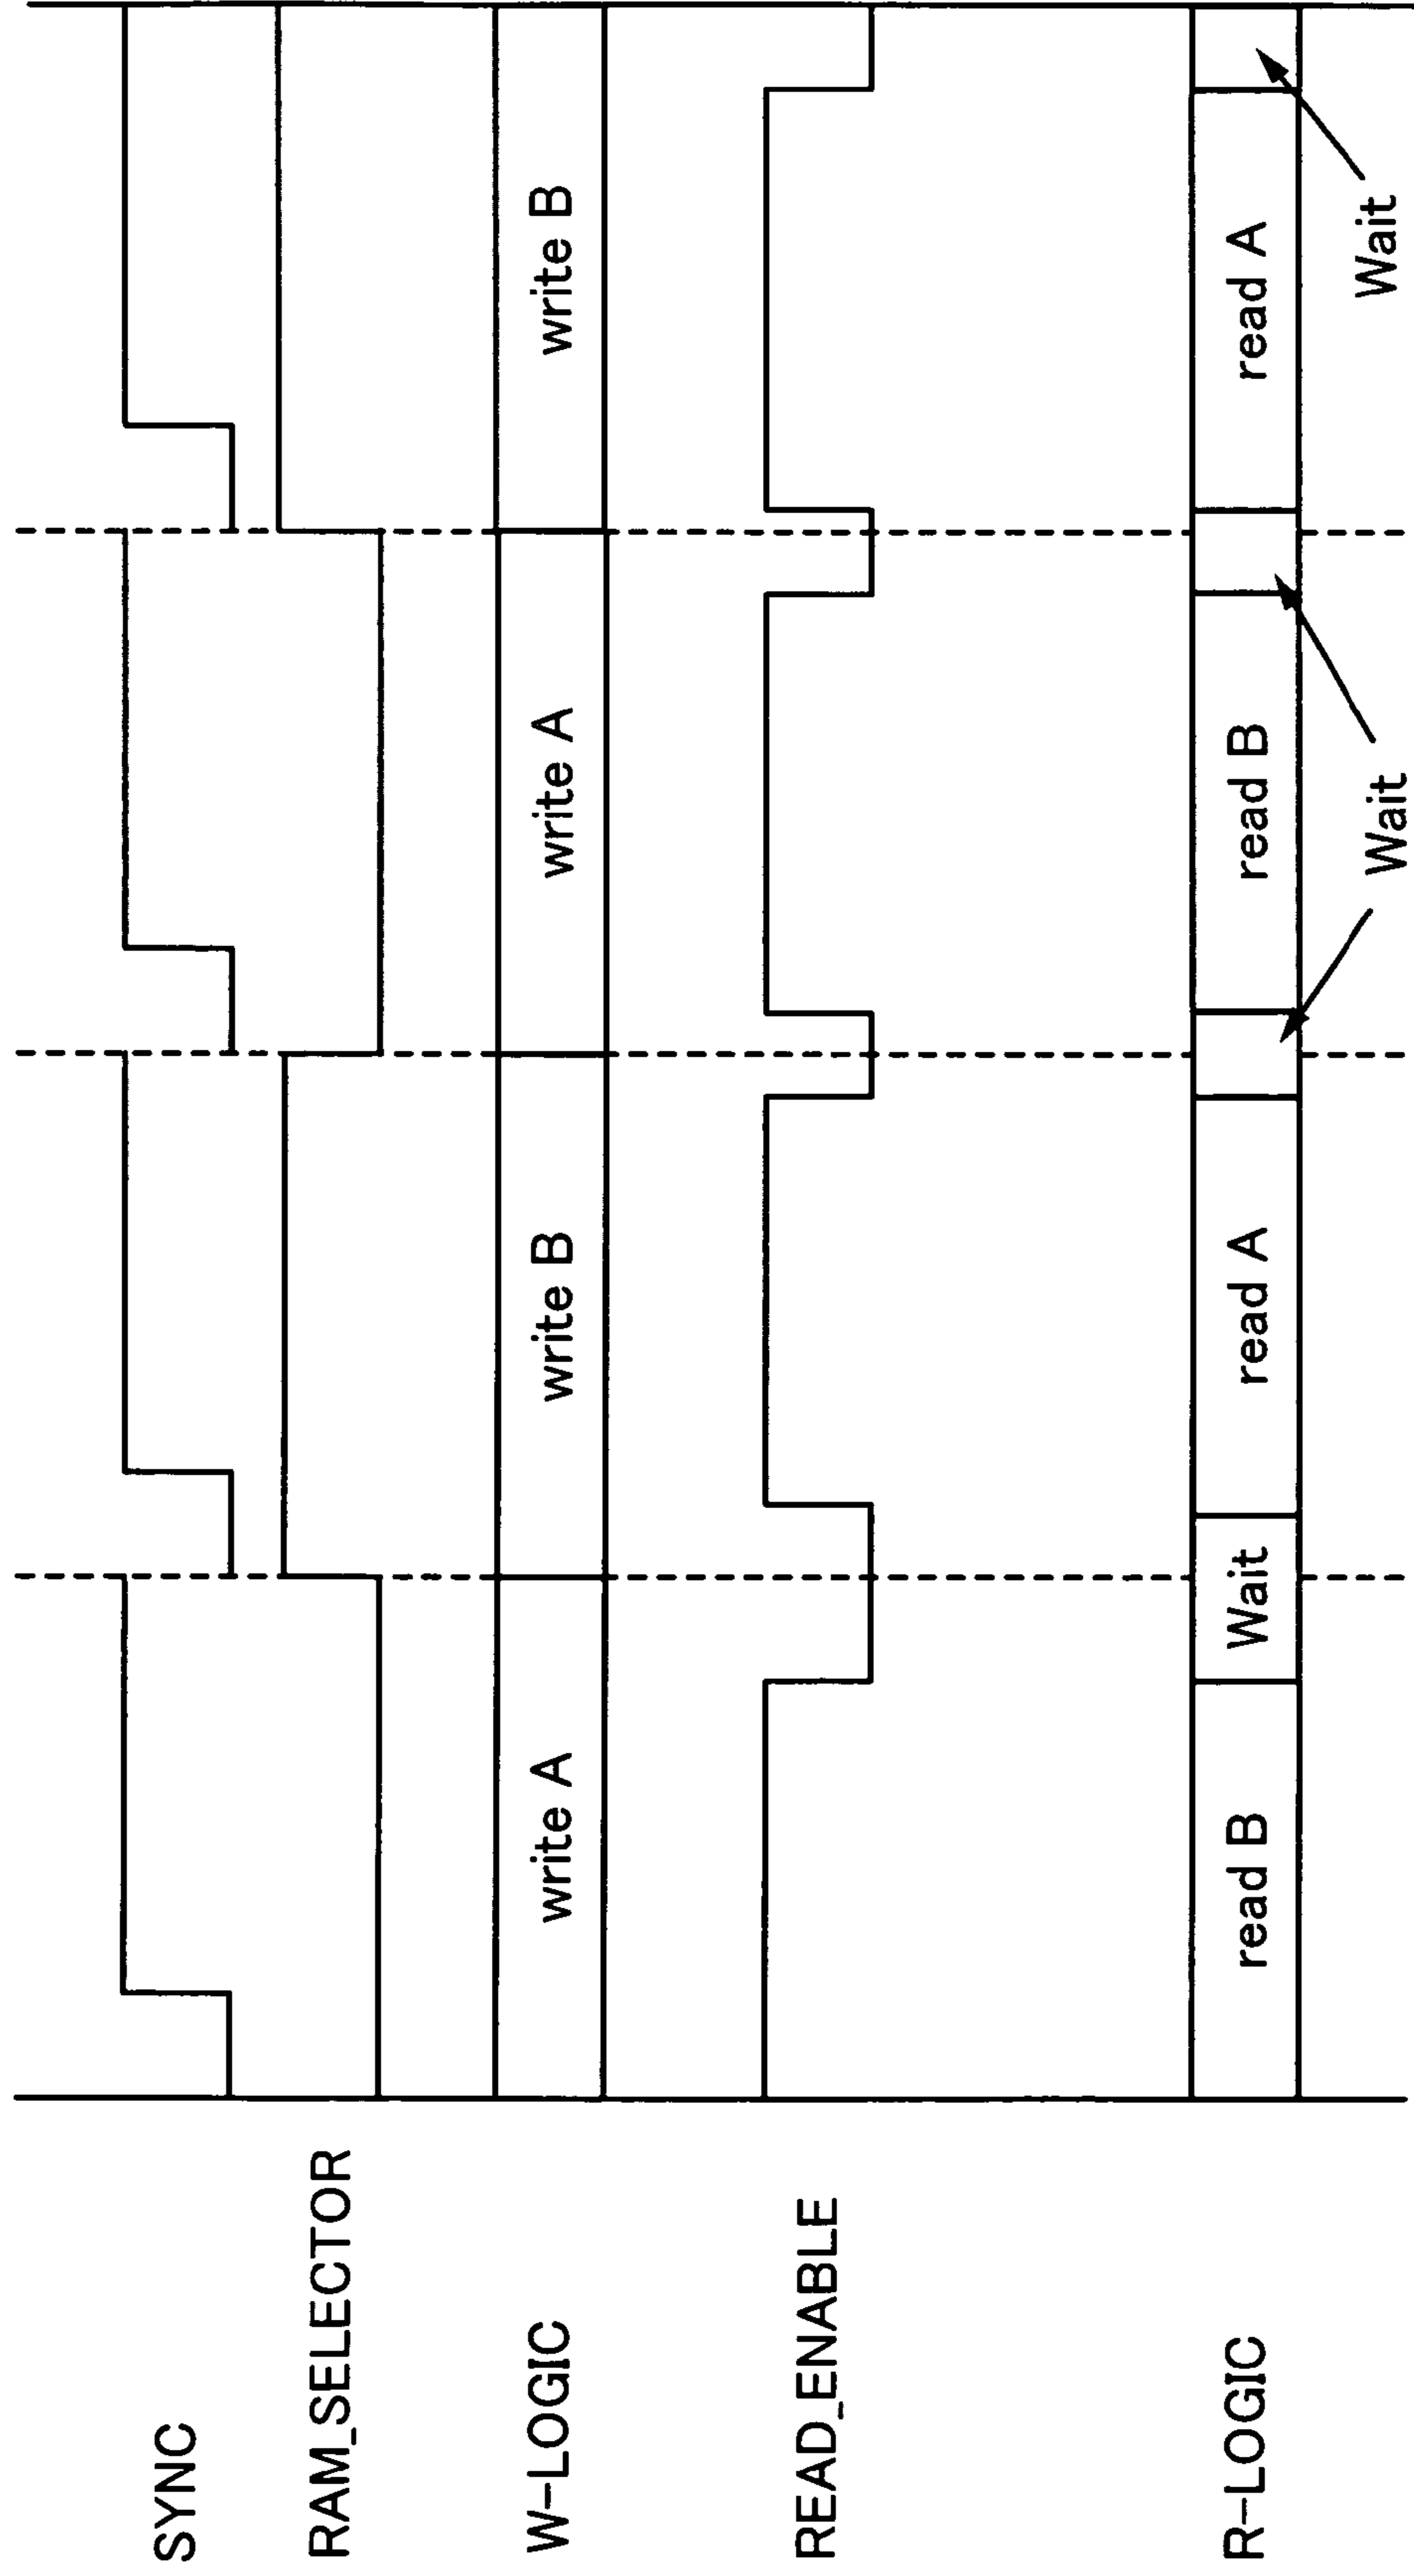 SYNC
RAM_SELECTOR
W-LOGIC
write A
write B
write A
write B
READ_ENABLE
R-LOGIC
read B
Wait
read A
read B
read A
Wait
Wait